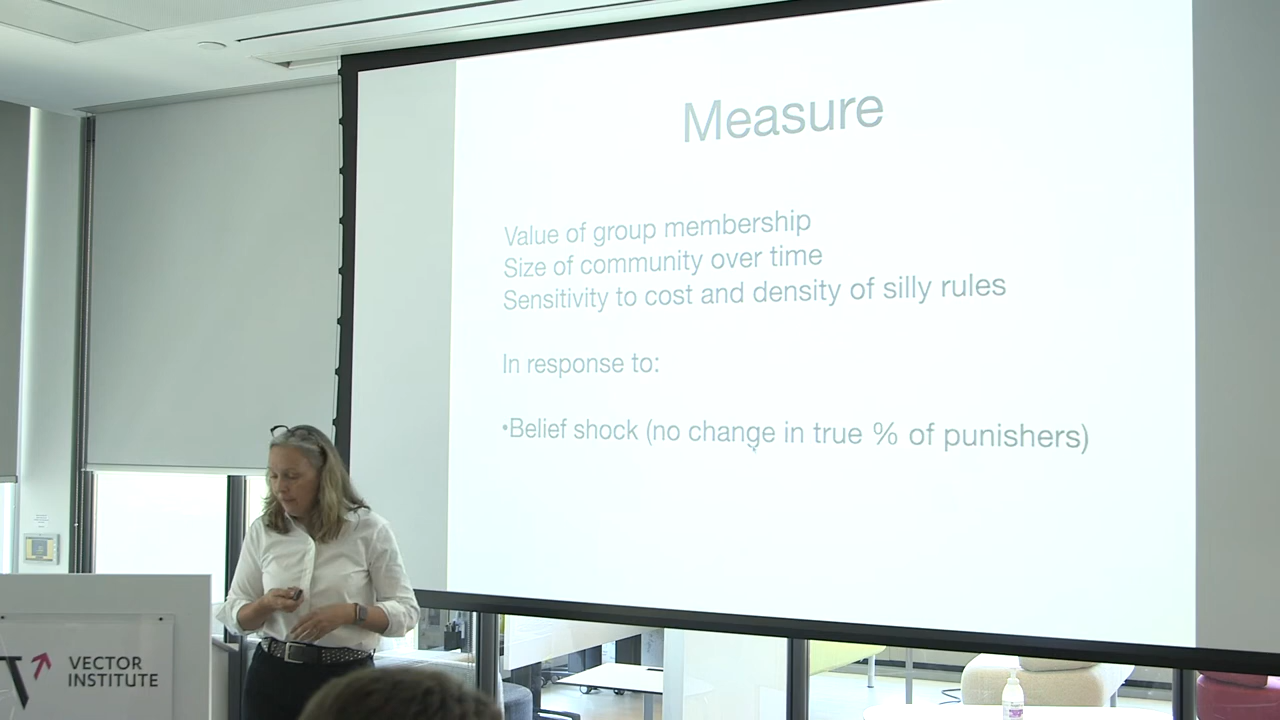 Measure
Value of group membership
Size of community over time
Sensitivity to cost and density of silly rules
In response to:
•Belief shock (no change in true % of punishers)
VECTOR
INSTITUTE